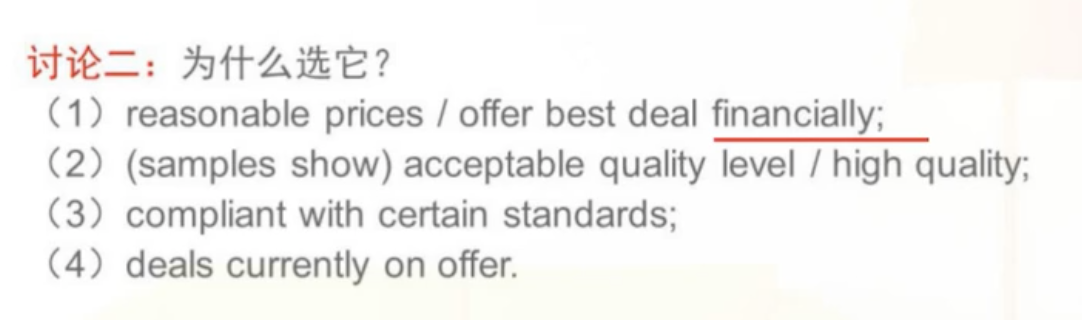 讨论二：为什么选它？
（1）reasonable prices / offer best deal financially;
（2）(samples show) acceptable quality level / high quality;
（3）compliant with certain standards;
（4）deals currently on offer.